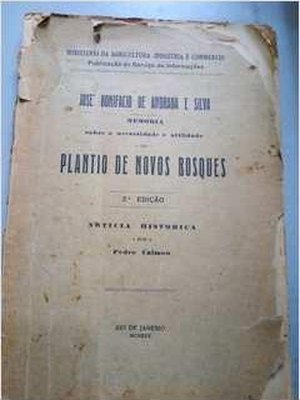 MINISTERIO DA AGRICULTURA INDUSTRIA E COMMERCIO
Publicação do Serviço de Informações
JOSÉ BONIFACIO DE ANDRADA E SILVA
MEMORIA
sobre a necessidade e utilidade
PLANTIO DE NOVOS BOSQUES
2ª EDIÇÃO
NOTICIA HISTORICA
POR
Pedro Calmon
RIO DE JANEIRO